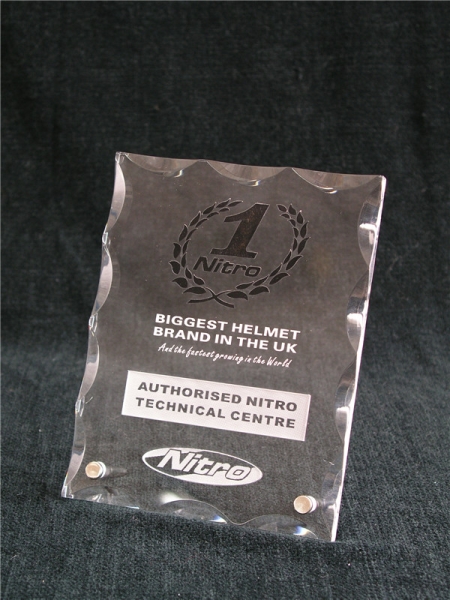 1
Nitro
BIGGEST HELMET
BRAND IN THE UK
And the fastest growing in the World
AUTHORISED NITRO
TECHNICAL CENTRE
Nitro